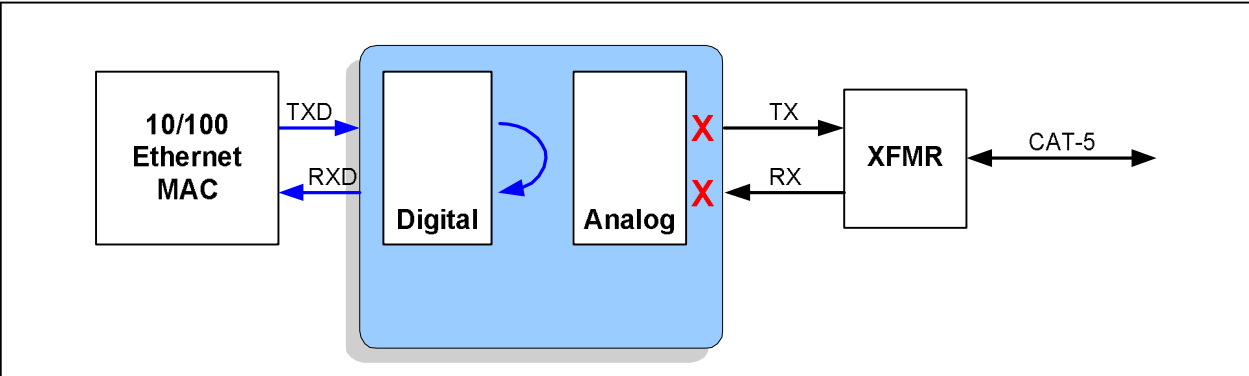 10/100
Ethernet
MAC
TXD
RXD
Digital
Analog
X
X
TX
RX
XFMR
CAT-5